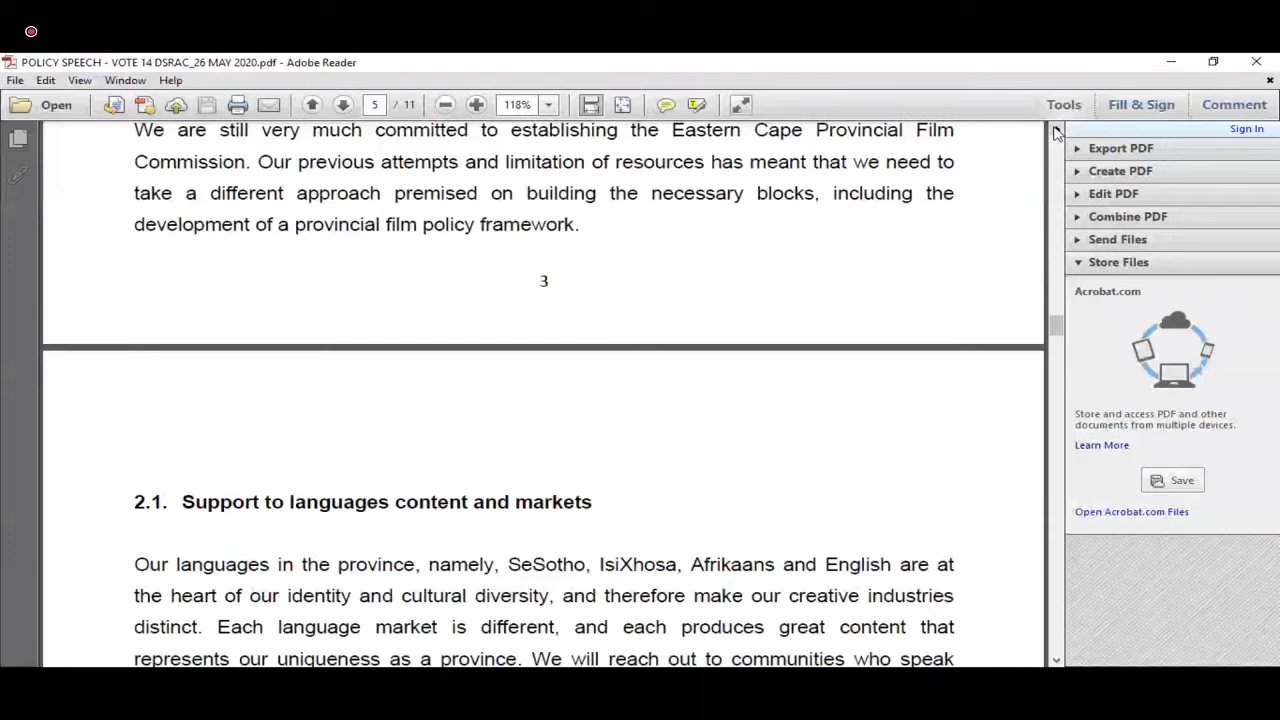 POLICY SPEECH - VOTE 14 DSRAC_26 MAY 2020.pdf - Adobe Reader
File Edit View Window Help
Open 5 / 11 118% Tools Fill & Sign Comment
Sign In
Export PDF
Create PDF
Edit PDF
Combine PDF
Send Files
Store Files
Acrobat.com
Store and access PDF and other
documents from multiple devices.
Learn More
Save
Open Acrobat.com Files
We are still very much committed to establishing the Eastern Cape Provincial Film
Commission. Our previous attempts and limitation of resources has meant that we need to
take a different approach premised on building the necessary blocks, including the
development of a provincial film policy framework.
3
2.1. Support to languages content and markets
Our languages in the province, namely, SeSotho, IsiXhosa, Afrikaans and English are at
the heart of our identity and cultural diversity, and therefore make our creative industries
distinct. Each language market is different, and each produces great content that
represents our uniqueness as a province. We will reach out to communities who speak